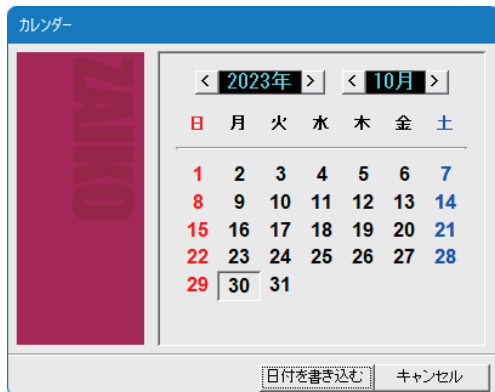 カレンダー
ZAIKO
< 2023年 > < 10月 >
日 月 火 水 木 金 土
1 2 3 4 5 6 7
8 9 10 11 12 13 14
15 16 17 18 19 20 21
22 23 24 25 26 27 28
29 30 31
日付を書き込む キャンセル